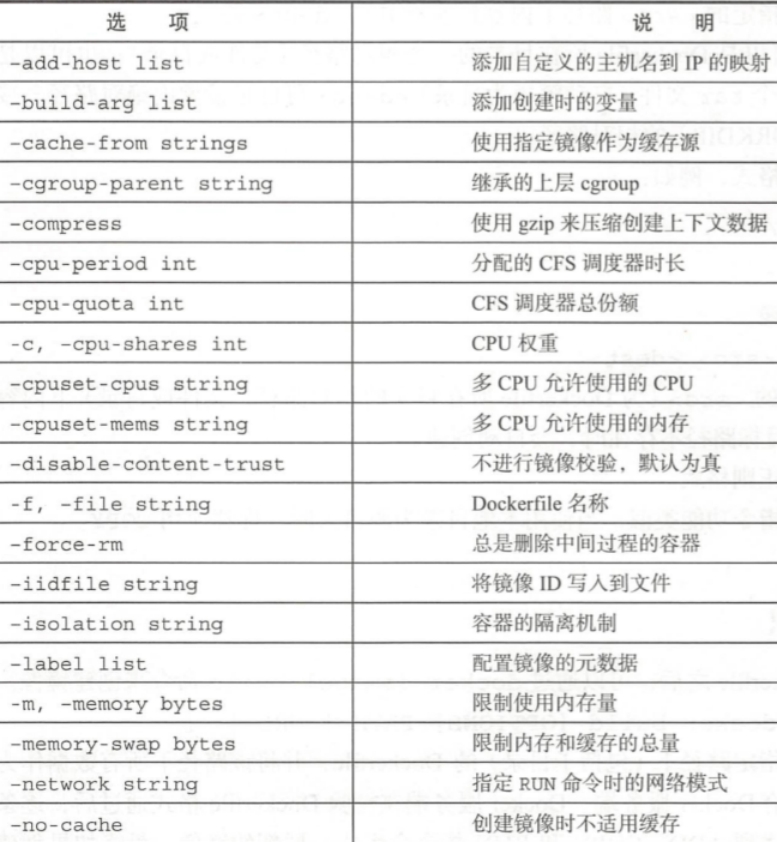 选 项 说 明
-add-host list 添加自定义的主机名到 IP 的映射
-build-arg list 添加创建时的变量
-cache-from strings 使用指定镜像作为缓存源
-cgroup-parent string 继承的上层 cgroup
-compress 使用 gzip 来压缩创建上下文数据
-cpu-period int 分配的 CFS 调度器时长
-cpu-quota int CFS 调度器总份额
-c, -cpu-shares int CPU 权重
-cpuset-cpus string 多 CPU 允许使用的 CPU
-cpuset-mems string 多 CPU 允许使用的内存
-disable-content-trust 不进行镜像校验，默认为真
-f, -file string Dockerfile 名称
-force-rm 总是删除中间过程的容器
-iidfile string 将镜像 ID 写入到文件
-isolation string 容器的隔离机制
-label list 配置镜像的元数据
-m, -memory bytes 限制使用内存量
-memory-swap bytes 限制内存和缓存的总量
-network string 指定 RUN 命令时的网络模式
-no-cache 创建镜像时不适用缓存